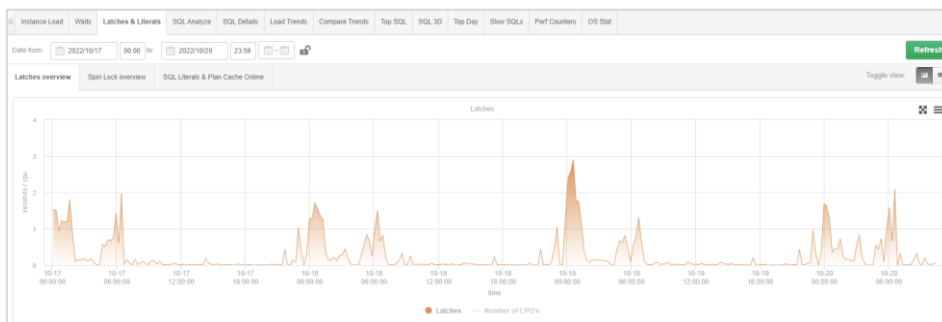 Instance Load Waits Latches & Literals SQL Analyze SQL Details Load Trends Compare Trends Top SQL SQL 3D Top Day Slow SQLs Perf Counters OS Stat
Date from: 2022/10/17 00:00 to: 2022/10/20 23:59 - Refresh
Latches overview Spin Lock overview SQL Literals & Plan Cache Online Toggle view:
Latches
4
3
2
1
0
seconds / cpu
10-17 10-17 10-17 10-17 10-18 10-18 10-18 10-18 10-19 10-19 10-19 10-19 10-20 10-20
00:00:00 06:00:00 12:00:00 18:00:00 00:00:00 06:00:00 12:00:00 18:00:00 00:00:00 06:00:00 12:00:00 18:00:00 00:00:00 06:00:00
time
Latches Number of CPU's